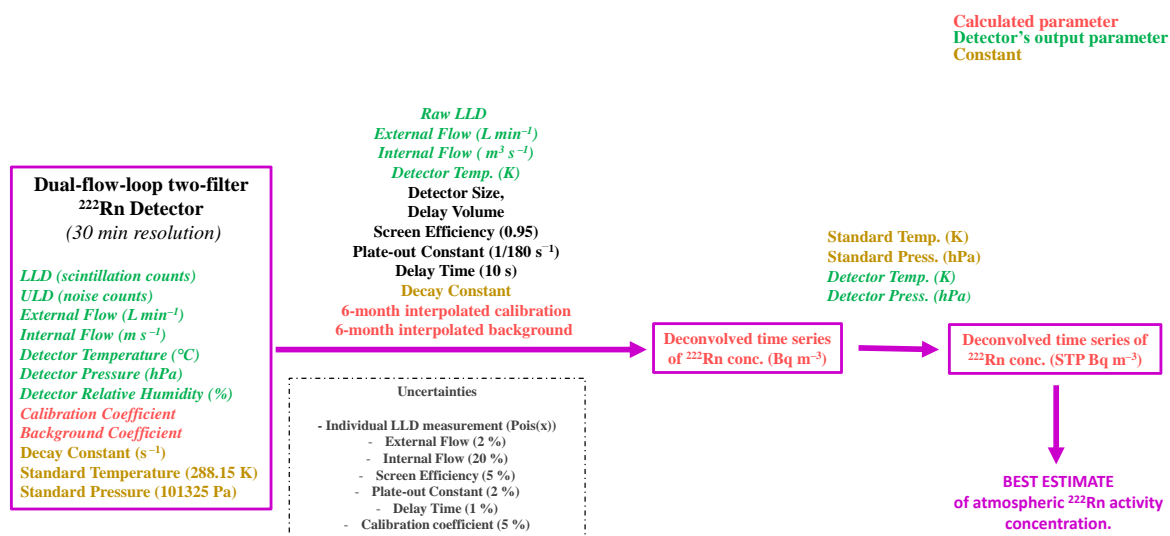 Calculated parameter
Detector's output parameter
Constant
Dual-flow-loop two-filter
²²²Rn Detector
(30 min resolution)
LLD (scintillation counts)
ULD (noise counts)
External Flow (L min⁻¹)
Internal Flow (m s⁻¹)
Detector Temperature (°C)
Detector Pressure (hPa)
Detector Relative Humidity (%)
Calibration Coefficient
Background Coefficient
Decay Constant (s⁻¹)
Standard Temperature (288.15 K)
Standard Pressure (101325 Pa)
Raw LLD
External Flow (L min⁻¹)
Internal Flow ( m³ s⁻¹)
Detector Temp. (K)
Detector Size,
Delay Volume
Screen Efficiency (0.95)
Plate-out Constant (1/180 s⁻¹)
Delay Time (10 s)
Decay Constant
6-month interpolated calibration
6-month interpolated background
Uncertainties
- Individual LLD measurement (Pois(x))
- External Flow (2 %)
- Internal Flow (20 %)
- Screen Efficiency (5 %)
- Plate-out Constant (2 %)
- Delay Time (1 %)
- Calibration coefficient (5 %)
Deconvolved time series
of ²²²Rn conc. (Bq m⁻³)
Standard Temp. (K)
Standard Press. (hPa)
Detector Temp. (K)
Detector Press. (hPa)
Deconvolved time series of
²²²Rn conc. (STP Bq m⁻³)
BEST ESTIMATE
of atmospheric ²²²Rn activity
concentration.